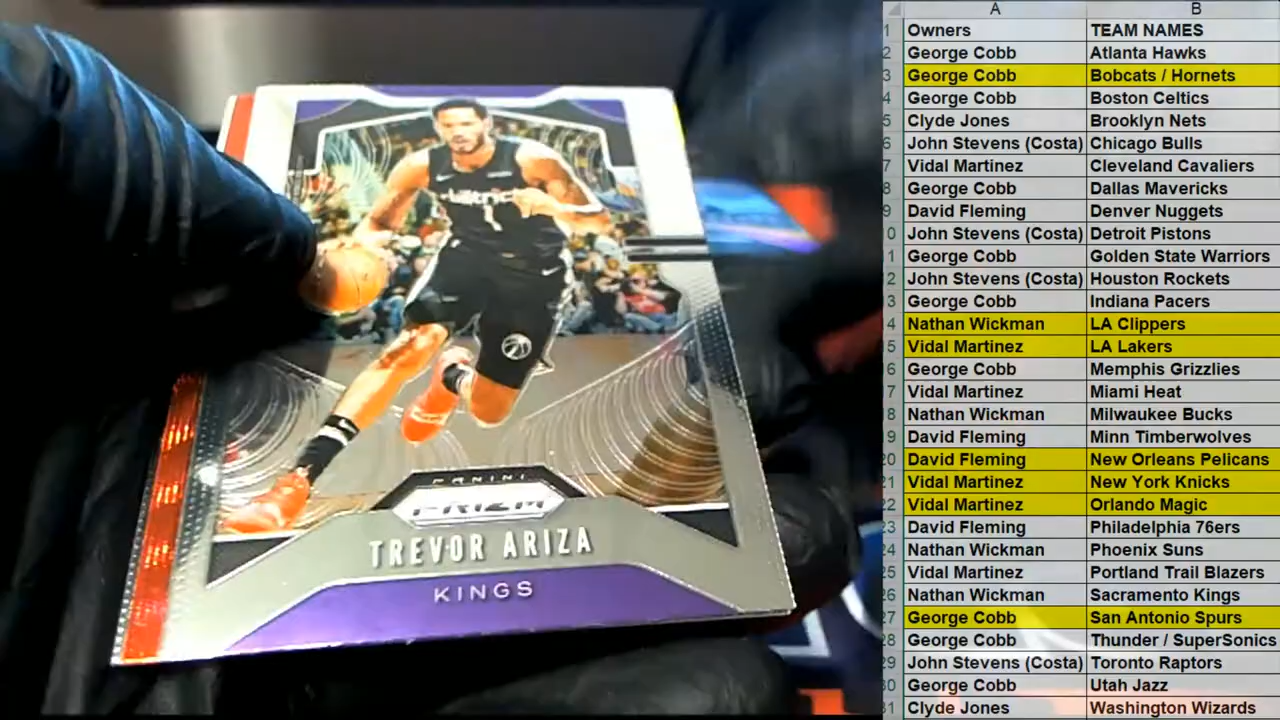 PANINI
PRIZM
TREVOR ARIZA
KINGS
1
A B
1 Owners TEAM NAMES
2 George Cobb Atlanta Hawks
3 George Cobb Bobcats / Hornets
4 George Cobb Boston Celtics
5 Clyde Jones Brooklyn Nets
6 John Stevens (Costa) Chicago Bulls
7 Vidal Martinez Cleveland Cavaliers
8 George Cobb Dallas Mavericks
9 David Fleming Denver Nuggets
0 John Stevens (Costa) Detroit Pistons
11 George Cobb Golden State Warriors
12 John Stevens (Costa) Houston Rockets
13 George Cobb Indiana Pacers
14 Nathan Wickman LA Clippers
15 Vidal Martinez LA Lakers
16 George Cobb Memphis Grizzlies
17 Vidal Martinez Miami Heat
18 Nathan Wickman Milwaukee Bucks
19 David Fleming Minn Timberwolves
20 David Fleming New Orleans Pelicans
21 Vidal Martinez New York Knicks
22 Vidal Martinez Orlando Magic
23 David Fleming Philadelphia 76ers
24 Nathan Wickman Phoenix Suns
25 Vidal Martinez Portland Trail Blazers
26 Nathan Wickman Sacramento Kings
27 George Cobb San Antonio Spurs
28 George Cobb Thunder / SuperSonics
29 John Stevens (Costa) Toronto Raptors
30 George Cobb Utah Jazz
31 Clyde Jones Washington Wizards